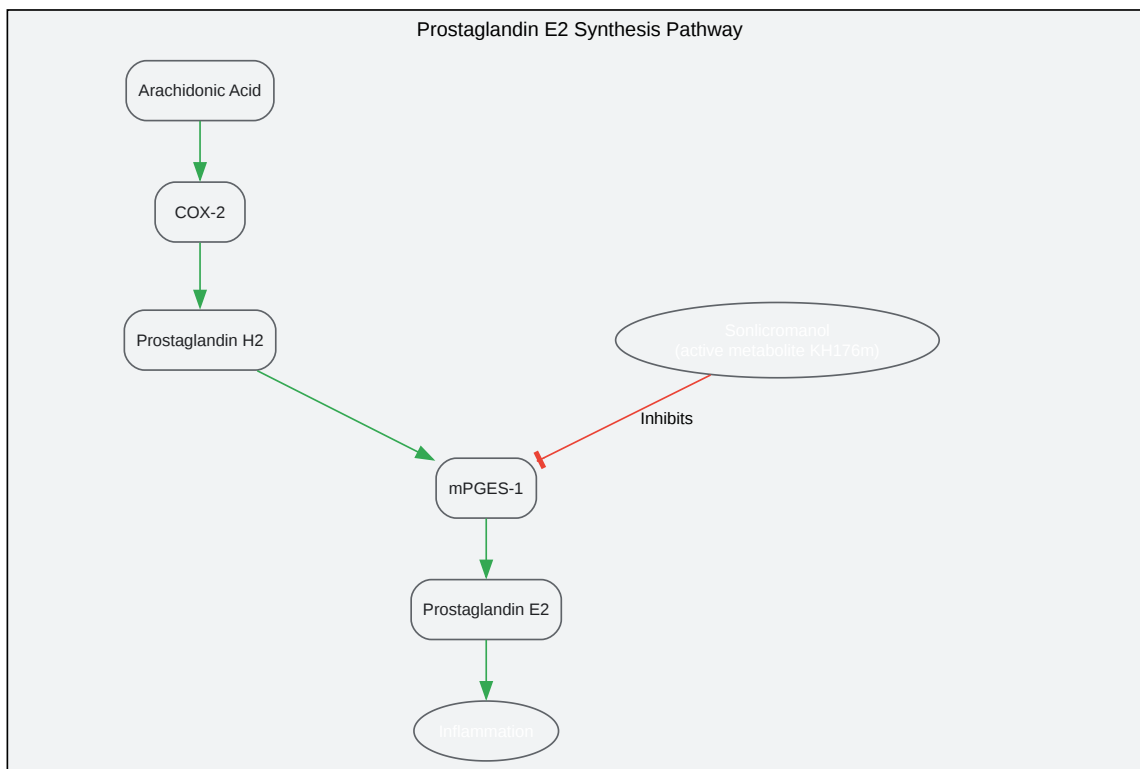 Prostaglandin E2 Synthesis Pathway
Arachidonic Acid
COX-2
Prostaglandin H2
Sonlicromanol
(active metabolite KH176m)
Inhibits
mPGES-1
Prostaglandin E2
Inflammation